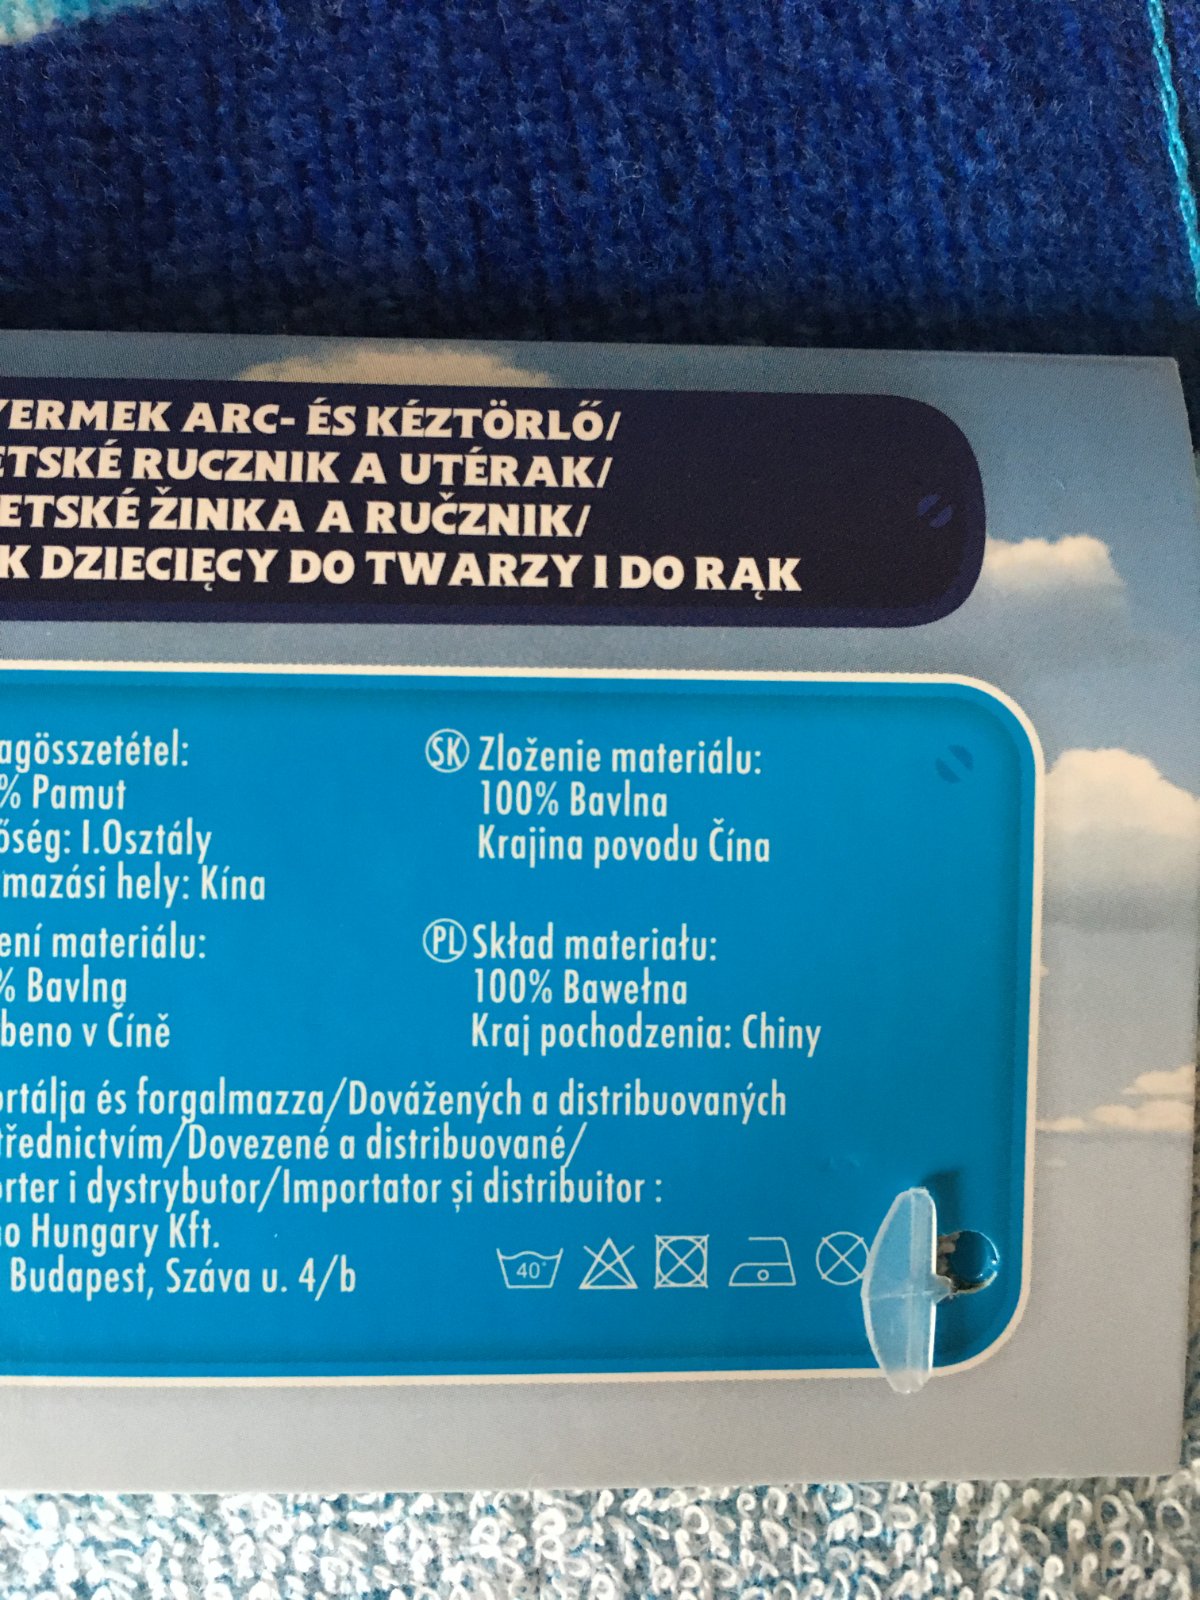 YERMEK ARC- ÉS KÉZTÖRLŐ/
ETSKÉ RUCZNIK A UTÉRAK/
ETSKÉ ŽINKA A RUČZNIK/
K DZIECIĘCY DO TWARZY I DO RĄK
agösszetétel:
% Pamut
őség: I.Osztály
mazási hely: Kína
SK Zloženie materiálu:
100% Bavlna
Krajina povodu Čína
ení materiálu:
% Bavlna
beno v Číně
PL Skład materiału:
100% Bawełna
Kraj pochodzenia: Chiny
ortálja és forgalmazza/Dovážených a distribuovaných
třednictvím/Dovezené a distribuované/
orter i dystrybutor/Importator și distribuitor :
no Hungary Kft.
Budapest, Száva u. 4/b
40°